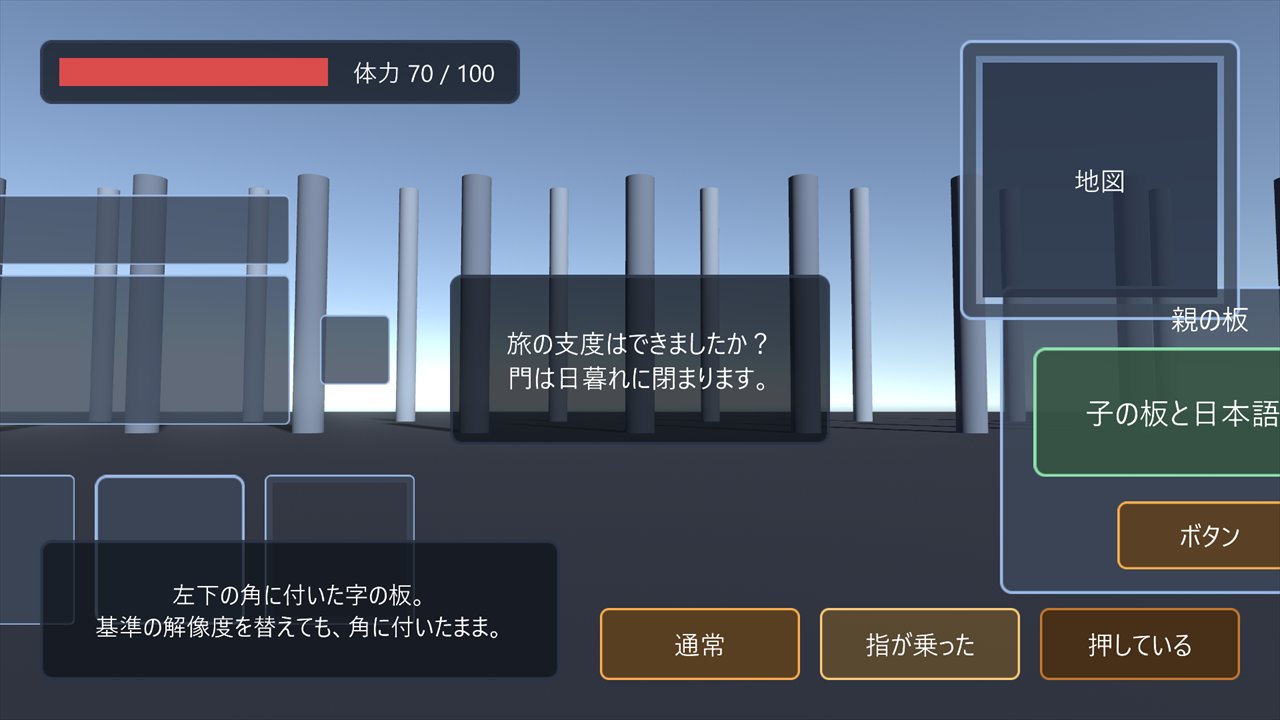 体力 70 / 100
地図
親の板
旅の支度はできましたか？
門は日暮れに閉まります。
子の板と日本語
ボタン
左下の角に付いた字の板。
基準の解像度を替えても、角に付いたまま。
通常
指が乗った
押している